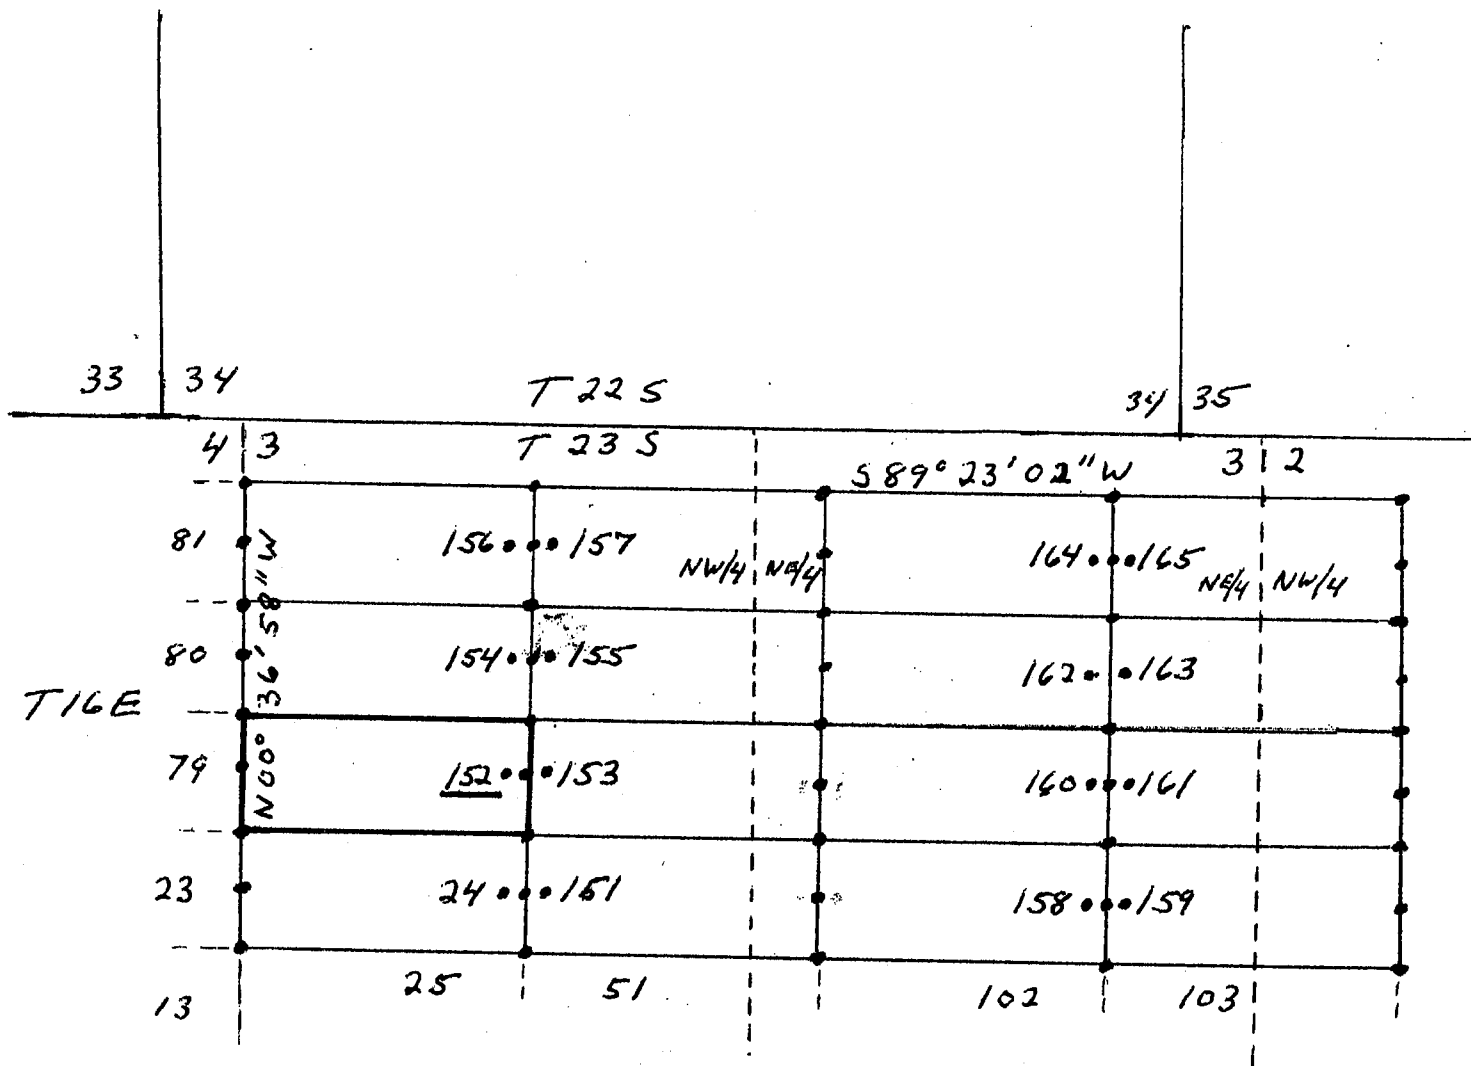 33 34 T 22 S 34 35
4 3 T 23 S 3 2
S 89° 23' 02" W
81 156 157 NW/4 NE/4 164 165 NE/4 NW/4
N 00° 36' 58" W
80 154 155 162 163
T16E
79 152 153 160 161
23 24 151 158 159
25 51 102 103
13